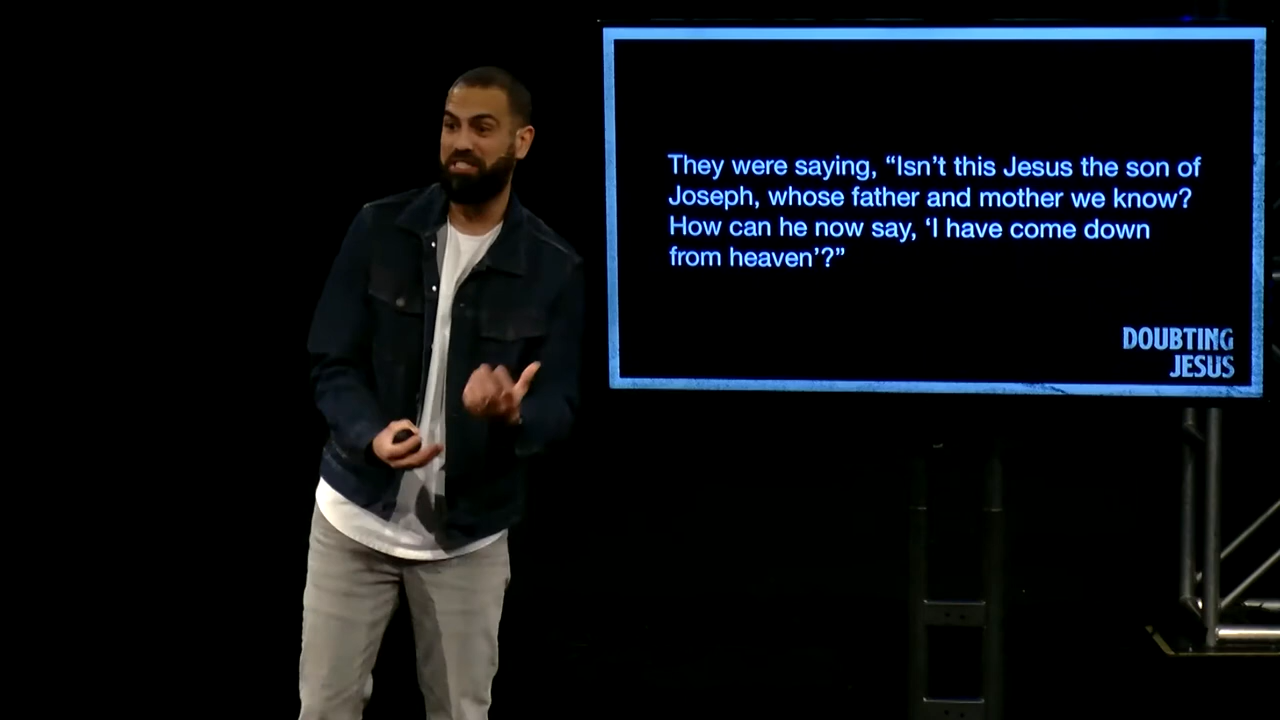 They were saying, “Isn’t this Jesus the son of
Joseph, whose father and mother we know?
How can he now say, ‘I have come down
from heaven’?”
DOUBTING
JESUS